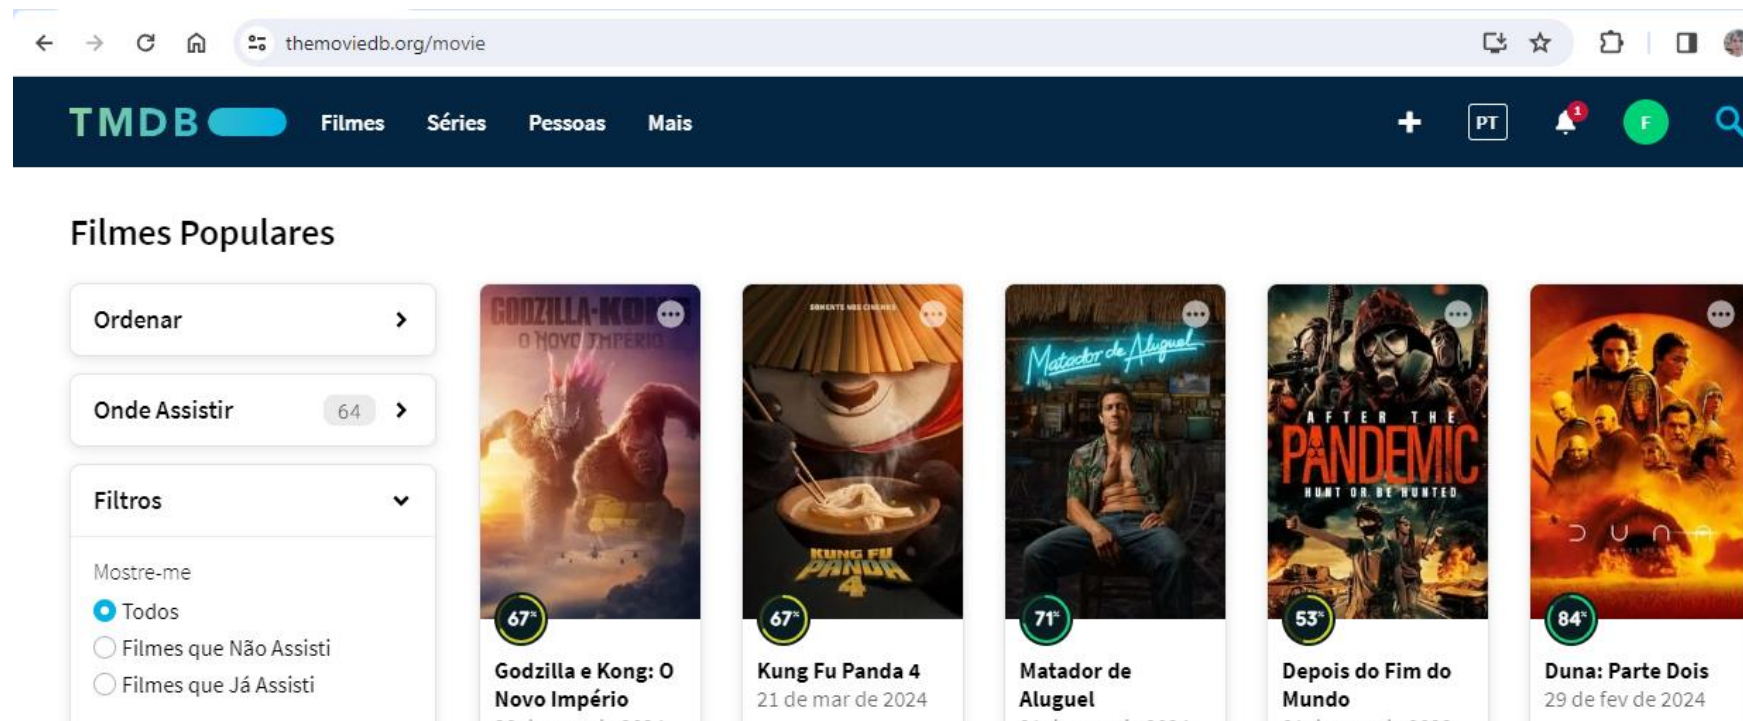 themoviedb.org/movie
TMDB Filmes Séries Pessoas Mais PT 1 F
Filmes Populares
Ordenar
Onde Assistir 64
Filtros
Mostre-me
Todos
Filmes que Não Assisti
Filmes que Já Assisti
GODZILLA-KONG
O NOVO IMPÉRIO
67%
Godzilla e Kong: O
Novo Império
SOMENTE NOS CINEMAS
KUNG FU
PANDA
4
67%
Kung Fu Panda 4
21 de mar de 2024
Matador de Aluguel
71%
Matador de
Aluguel
AFTER THE
PANDEMIC
HUNT OR BE HUNTED
53%
Depois do Fim do
Mundo
DUNA
84%
Duna: Parte Dois
29 de fev de 2024